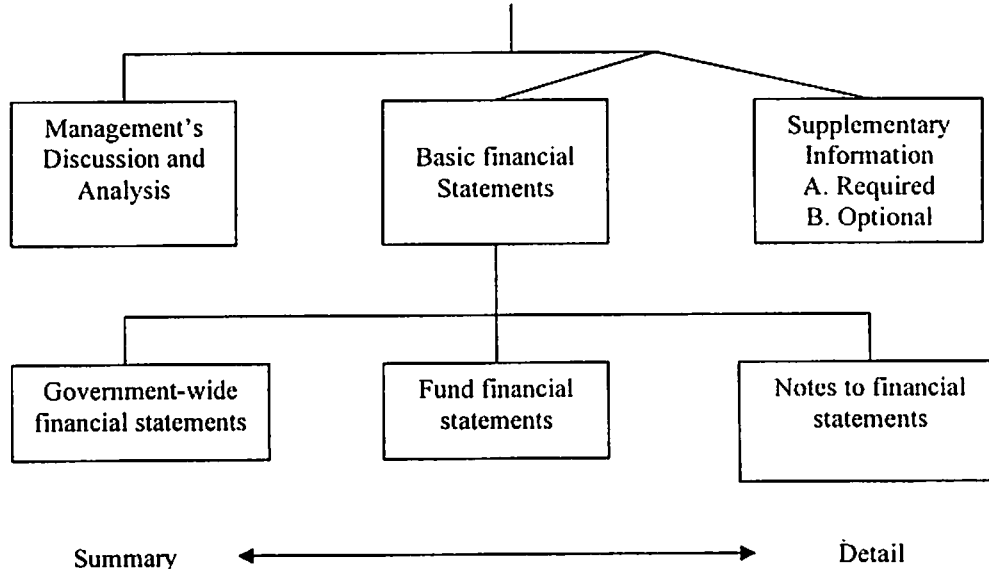 Management's
Discussion and
Analysis
Basic financial
Statements
Supplementary
Information
A. Required
B. Optional
Government-wide
financial statements
Fund financial
statements
Notes to financial
statements
Summary
Detail